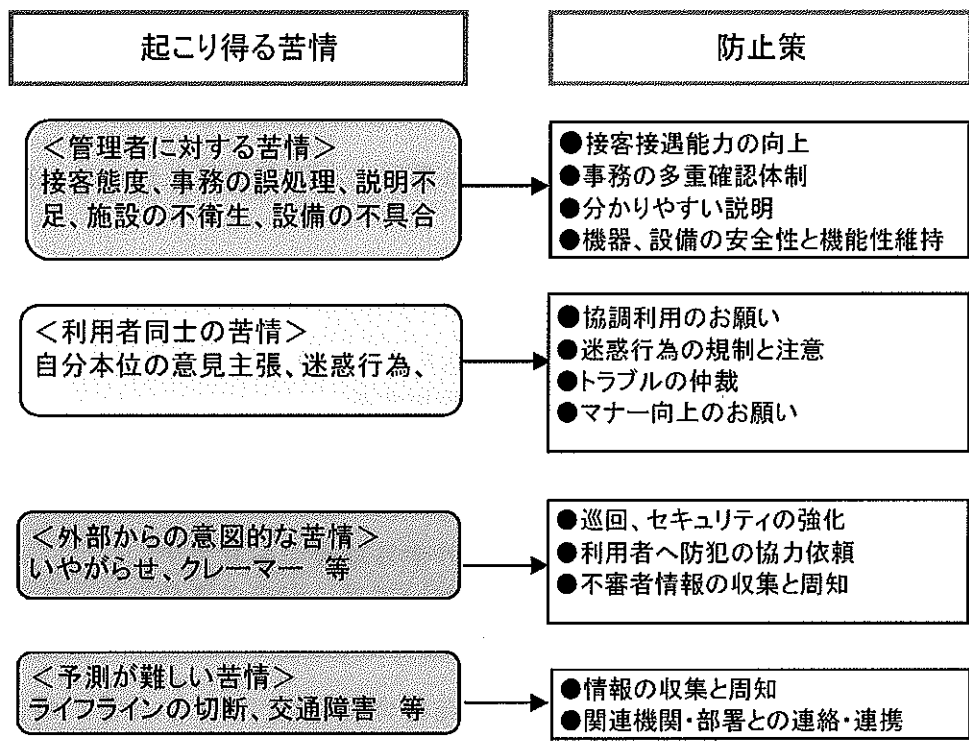 起こり得る苦情
防止策
＜管理者に対する苦情＞
接客態度、事務の誤処理、説明不
足、施設の不衛生、設備の不具合
●接客接遇能力の向上
●事務の多重確認体制
●分かりやすい説明
●機器、設備の安全性と機能性維持
＜利用者同士の苦情＞
自分本位の意見主張、迷惑行為、
●協調利用のお願い
●迷惑行為の規制と注意
●トラブルの仲裁
●マナー向上のお願い
＜外部からの意図的な苦情＞
いやがらせ、クレーマー 等
●巡回、セキュリティの強化
●利用者へ防犯の協力依頼
●不審者情報の収集と周知
＜予測が難しい苦情＞
ライフラインの切断、交通障害 等
●情報の収集と周知
●関連機関・部署との連絡・連携